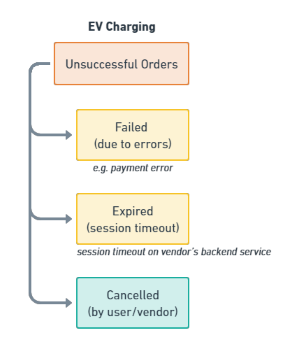 EV Charging
Unsuccessful Orders
Failed
(due to errors)
e.g. payment error
Expired
(session timeout)
session timeout on vendor's backend service
Cancelled
(by user/vendor)